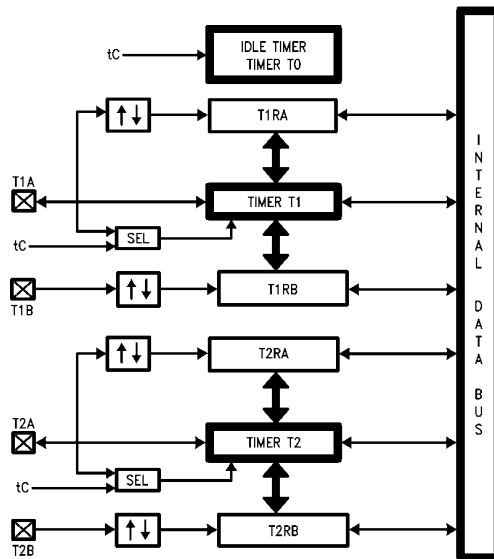 IDLE TIMER
TIMER T0
tC
T1RA
T1A
TIMER T1
SEL
tC
T1B
T1RB
T2RA
T2A
TIMER T2
SEL
tC
T2B
T2RB
INTERNAL DATA BUS